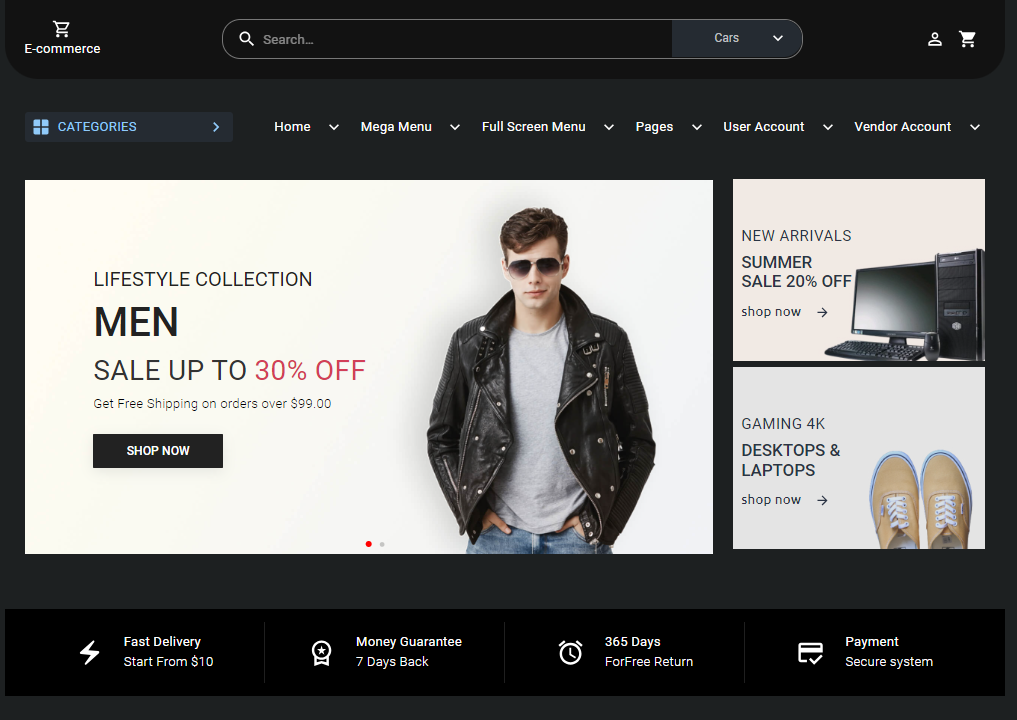 E-commerce
Search...
Cars
CATEGORIES
Home
Mega Menu
Full Screen Menu
Pages
User Account
Vendor Account
LIFESTYLE COLLECTION
MEN
SALE UP TO 30% OFF
Get Free Shipping on orders over $99.00
SHOP NOW
NEW ARRIVALS
SUMMER
SALE 20% OFF
shop now
GAMING 4K
DESKTOPS &
LAPTOPS
shop now
Fast Delivery
Start From $10
Money Guarantee
7 Days Back
365 Days
ForFree Return
Payment
Secure system